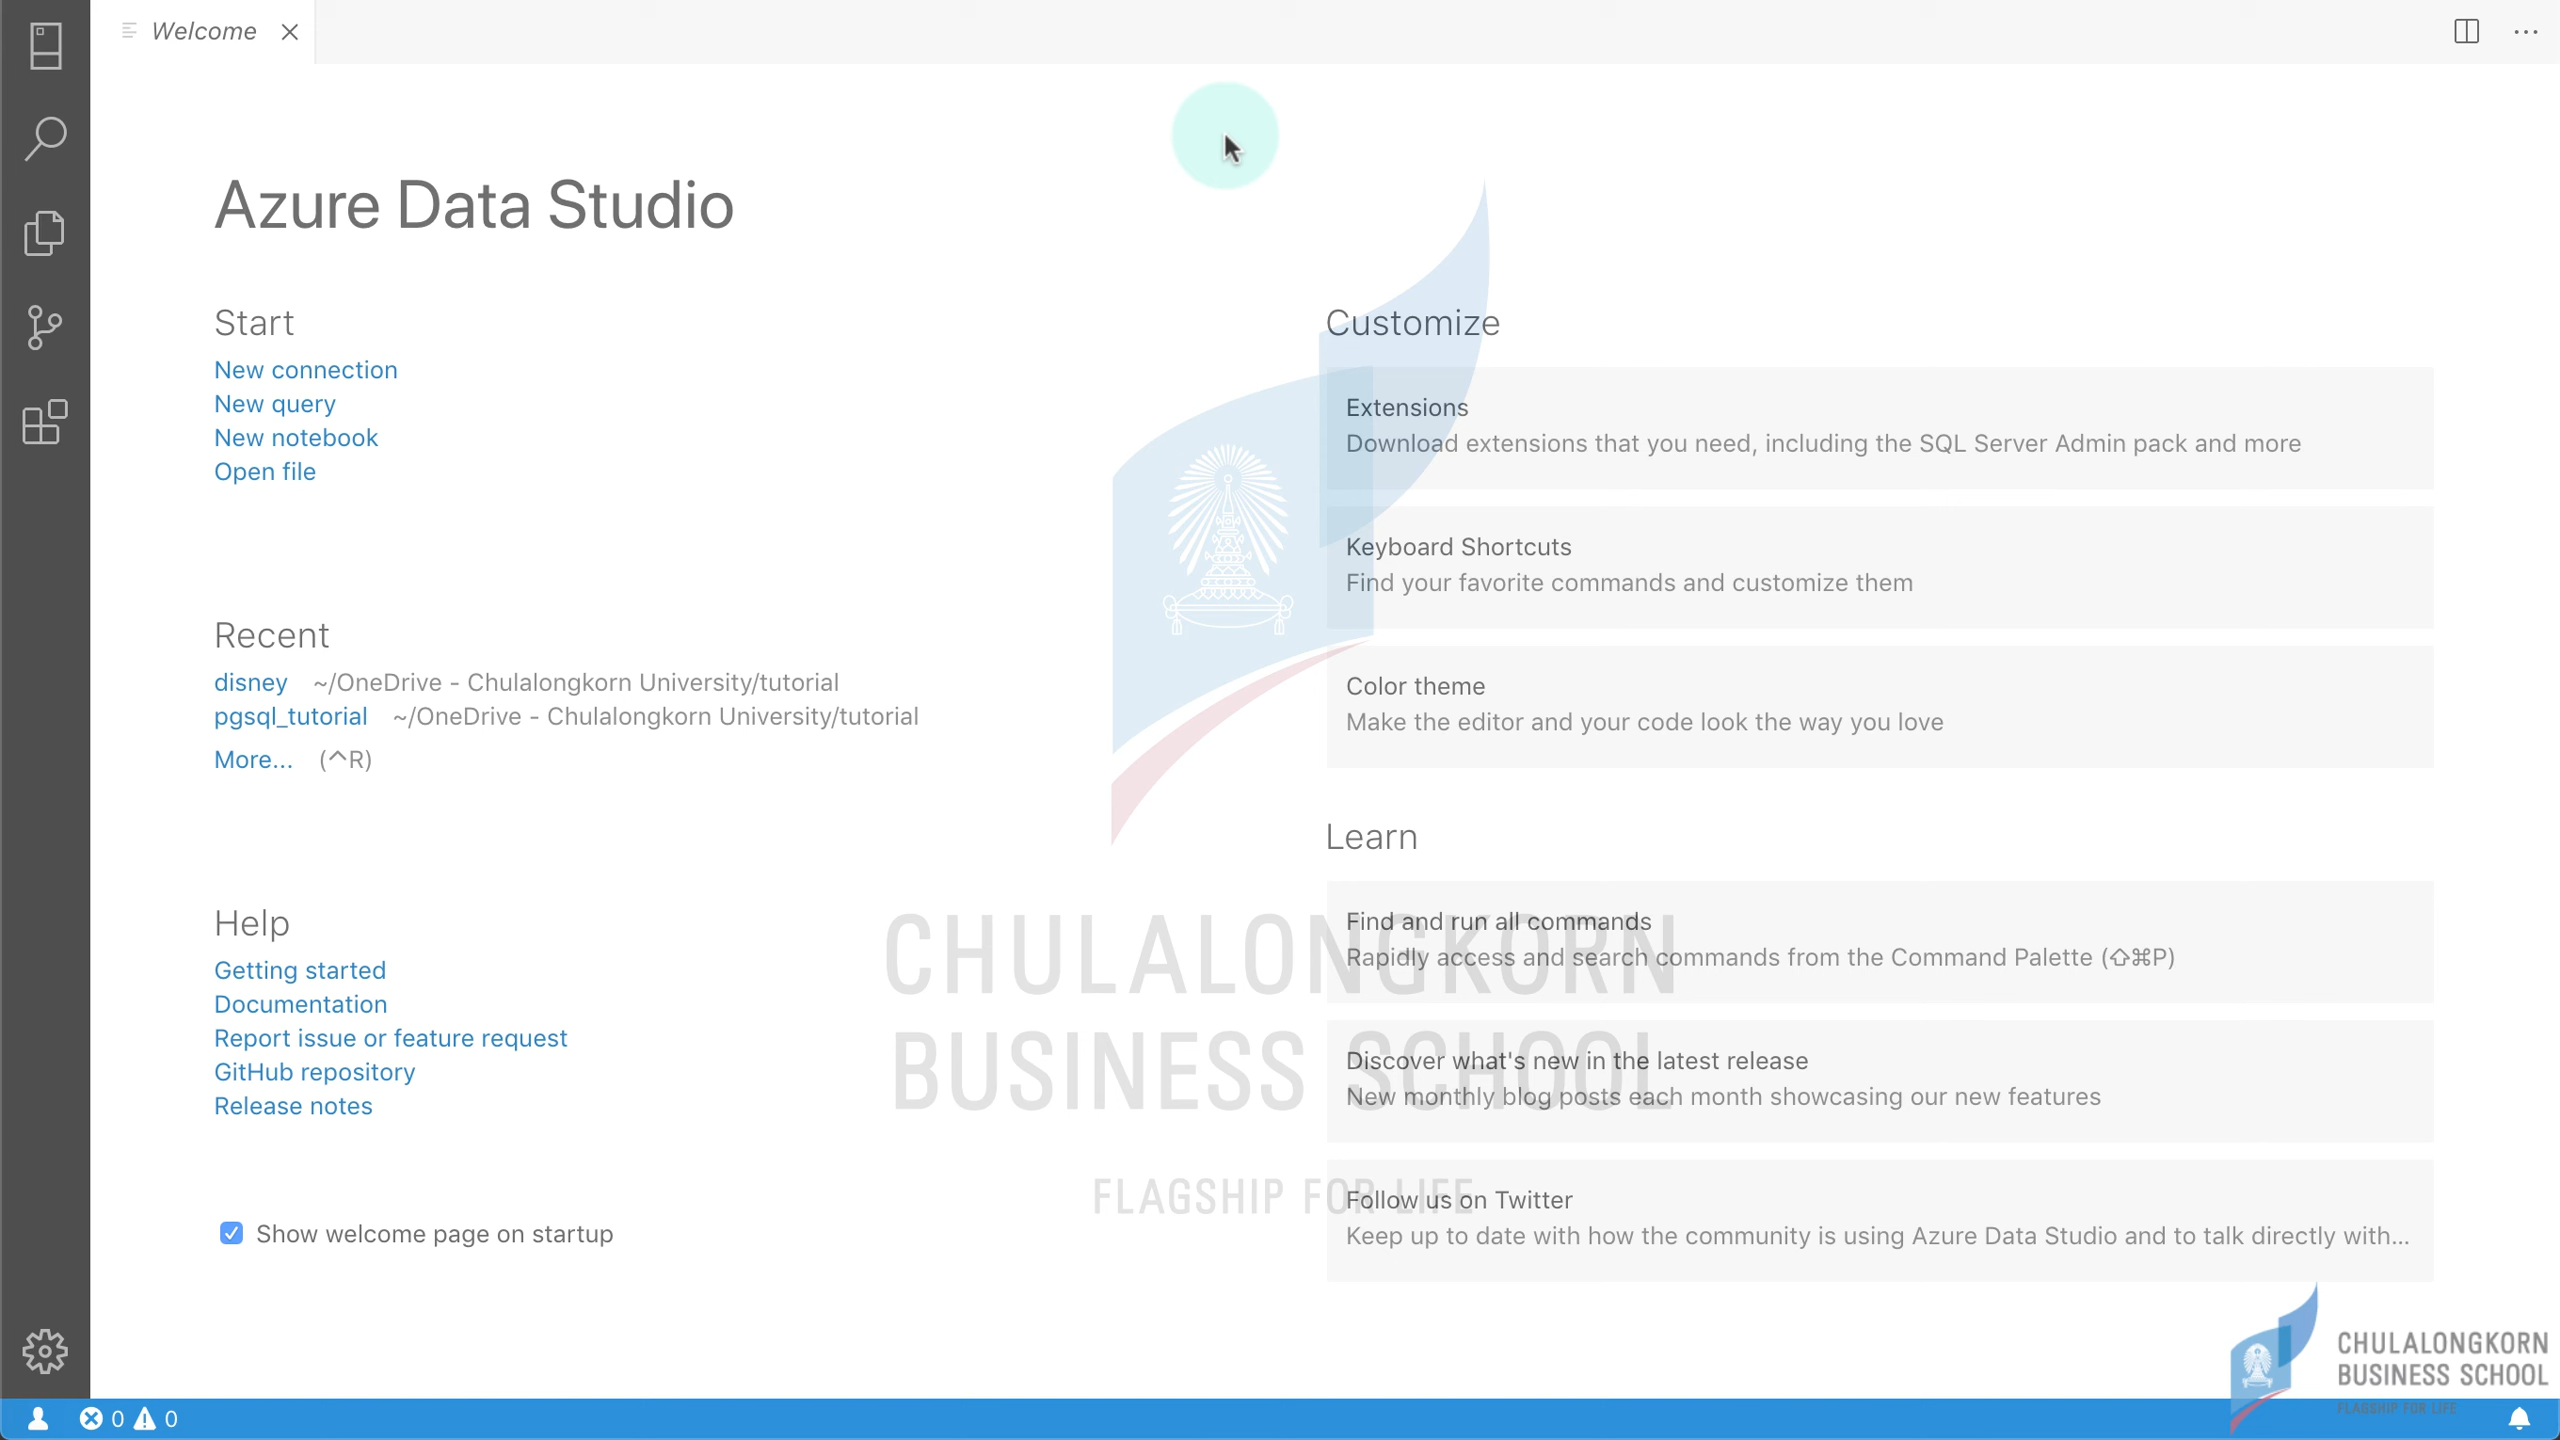 Welcome
Azure Data Studio
Start
New connection
New query
New notebook
Open file
Recent
disney ~/OneDrive - Chulalongkorn University/tutorial
pgsql_tutorial ~/OneDrive - Chulalongkorn University/tutorial
More... (^R)
Help
Getting started
Documentation
Report issue or feature request
GitHub repository
Release notes
Show welcome page on startup
Customize
Extensions
Download extensions that you need, including the SQL Server Admin pack and more
Keyboard Shortcuts
Find your favorite commands and customize them
Color theme
Make the editor and your code look the way you love
Learn
Find and run all commands
Rapidly access and search commands from the Command Palette (⇧⌘P)
Discover what's new in the latest release
New monthly blog posts each month showcasing our new features
Follow us on Twitter
Keep up to date with how the community is using Azure Data Studio and to talk directly with...
CHULALONGKORN
BUSINESS SCHOOL
FLAGSHIP FOR LIFE
CHULALONGKORN
BUSINESS SCHOOL
FLAGSHIP FOR LIFE
0 0